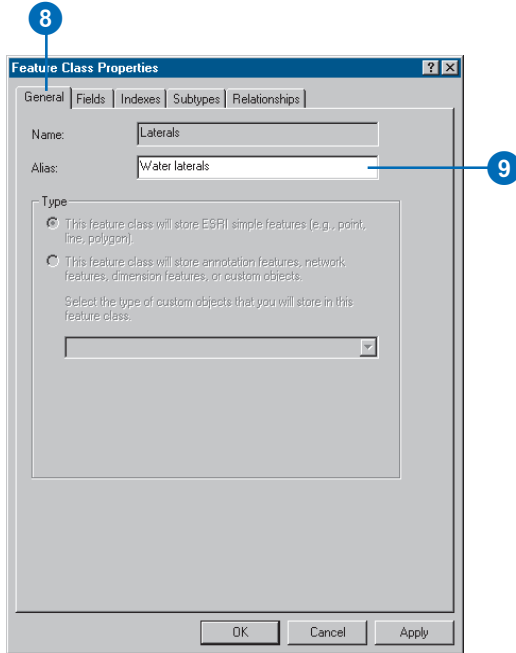 8
Feature Class Properties
General Fields Indexes Subtypes Relationships
Name: Laterals
Alias: Water laterals
9
Type
This feature class will store ESRI simple features (e.g., point,
line, polygon).
This feature class will store annotation features, network
features, dimension features, or custom objects.
Select the type of custom objects that you will store in this
feature class.
OK Cancel Apply